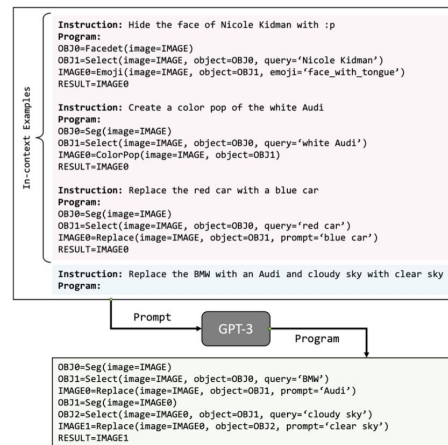 In-context Examples
Instruction: Hide the face of Nicole Kidman with :p
Program:
OBJ0=Facedet(image=IMAGE)
OBJ1=Select(image=IMAGE, object=OBJ0, query='Nicole Kidman')
IMAGE0=Emoji(image=IMAGE, object=OBJ1, emoji='face_with_tongue')
RESULT=IMAGE0
Instruction: Create a color pop of the white Audi
Program:
OBJ0=Seg(image=IMAGE)
OBJ1=Select(image=IMAGE, object=OBJ0, query='white Audi')
IMAGE0=ColorPop(image=IMAGE, object=OBJ1)
RESULT=IMAGE0
Instruction: Replace the red car with a blue car
Program:
OBJ0=Seg(image=IMAGE)
OBJ1=Select(image=IMAGE, object=OBJ0, query='red car')
IMAGE0=Replace(image=IMAGE, object=OBJ1, prompt='blue car')
RESULT=IMAGE0
Instruction: Replace the BMW with an Audi and cloudy sky with clear sky
Program:
Prompt
GPT-3
Program
OBJ0=Seg(image=IMAGE)
OBJ1=Select(image=IMAGE, object=OBJ0, query='BMW')
IMAGE0=Replace(image=IMAGE, object=OBJ1, prompt='Audi')
OBJ1=Seg(image=IMAGE0)
OBJ2=Select(image=IMAGE0, object=OBJ1, query='cloudy sky')
IMAGE1=Replace(image=IMAGE0, object=OBJ2, prompt='clear sky')
RESULT=IMAGE1